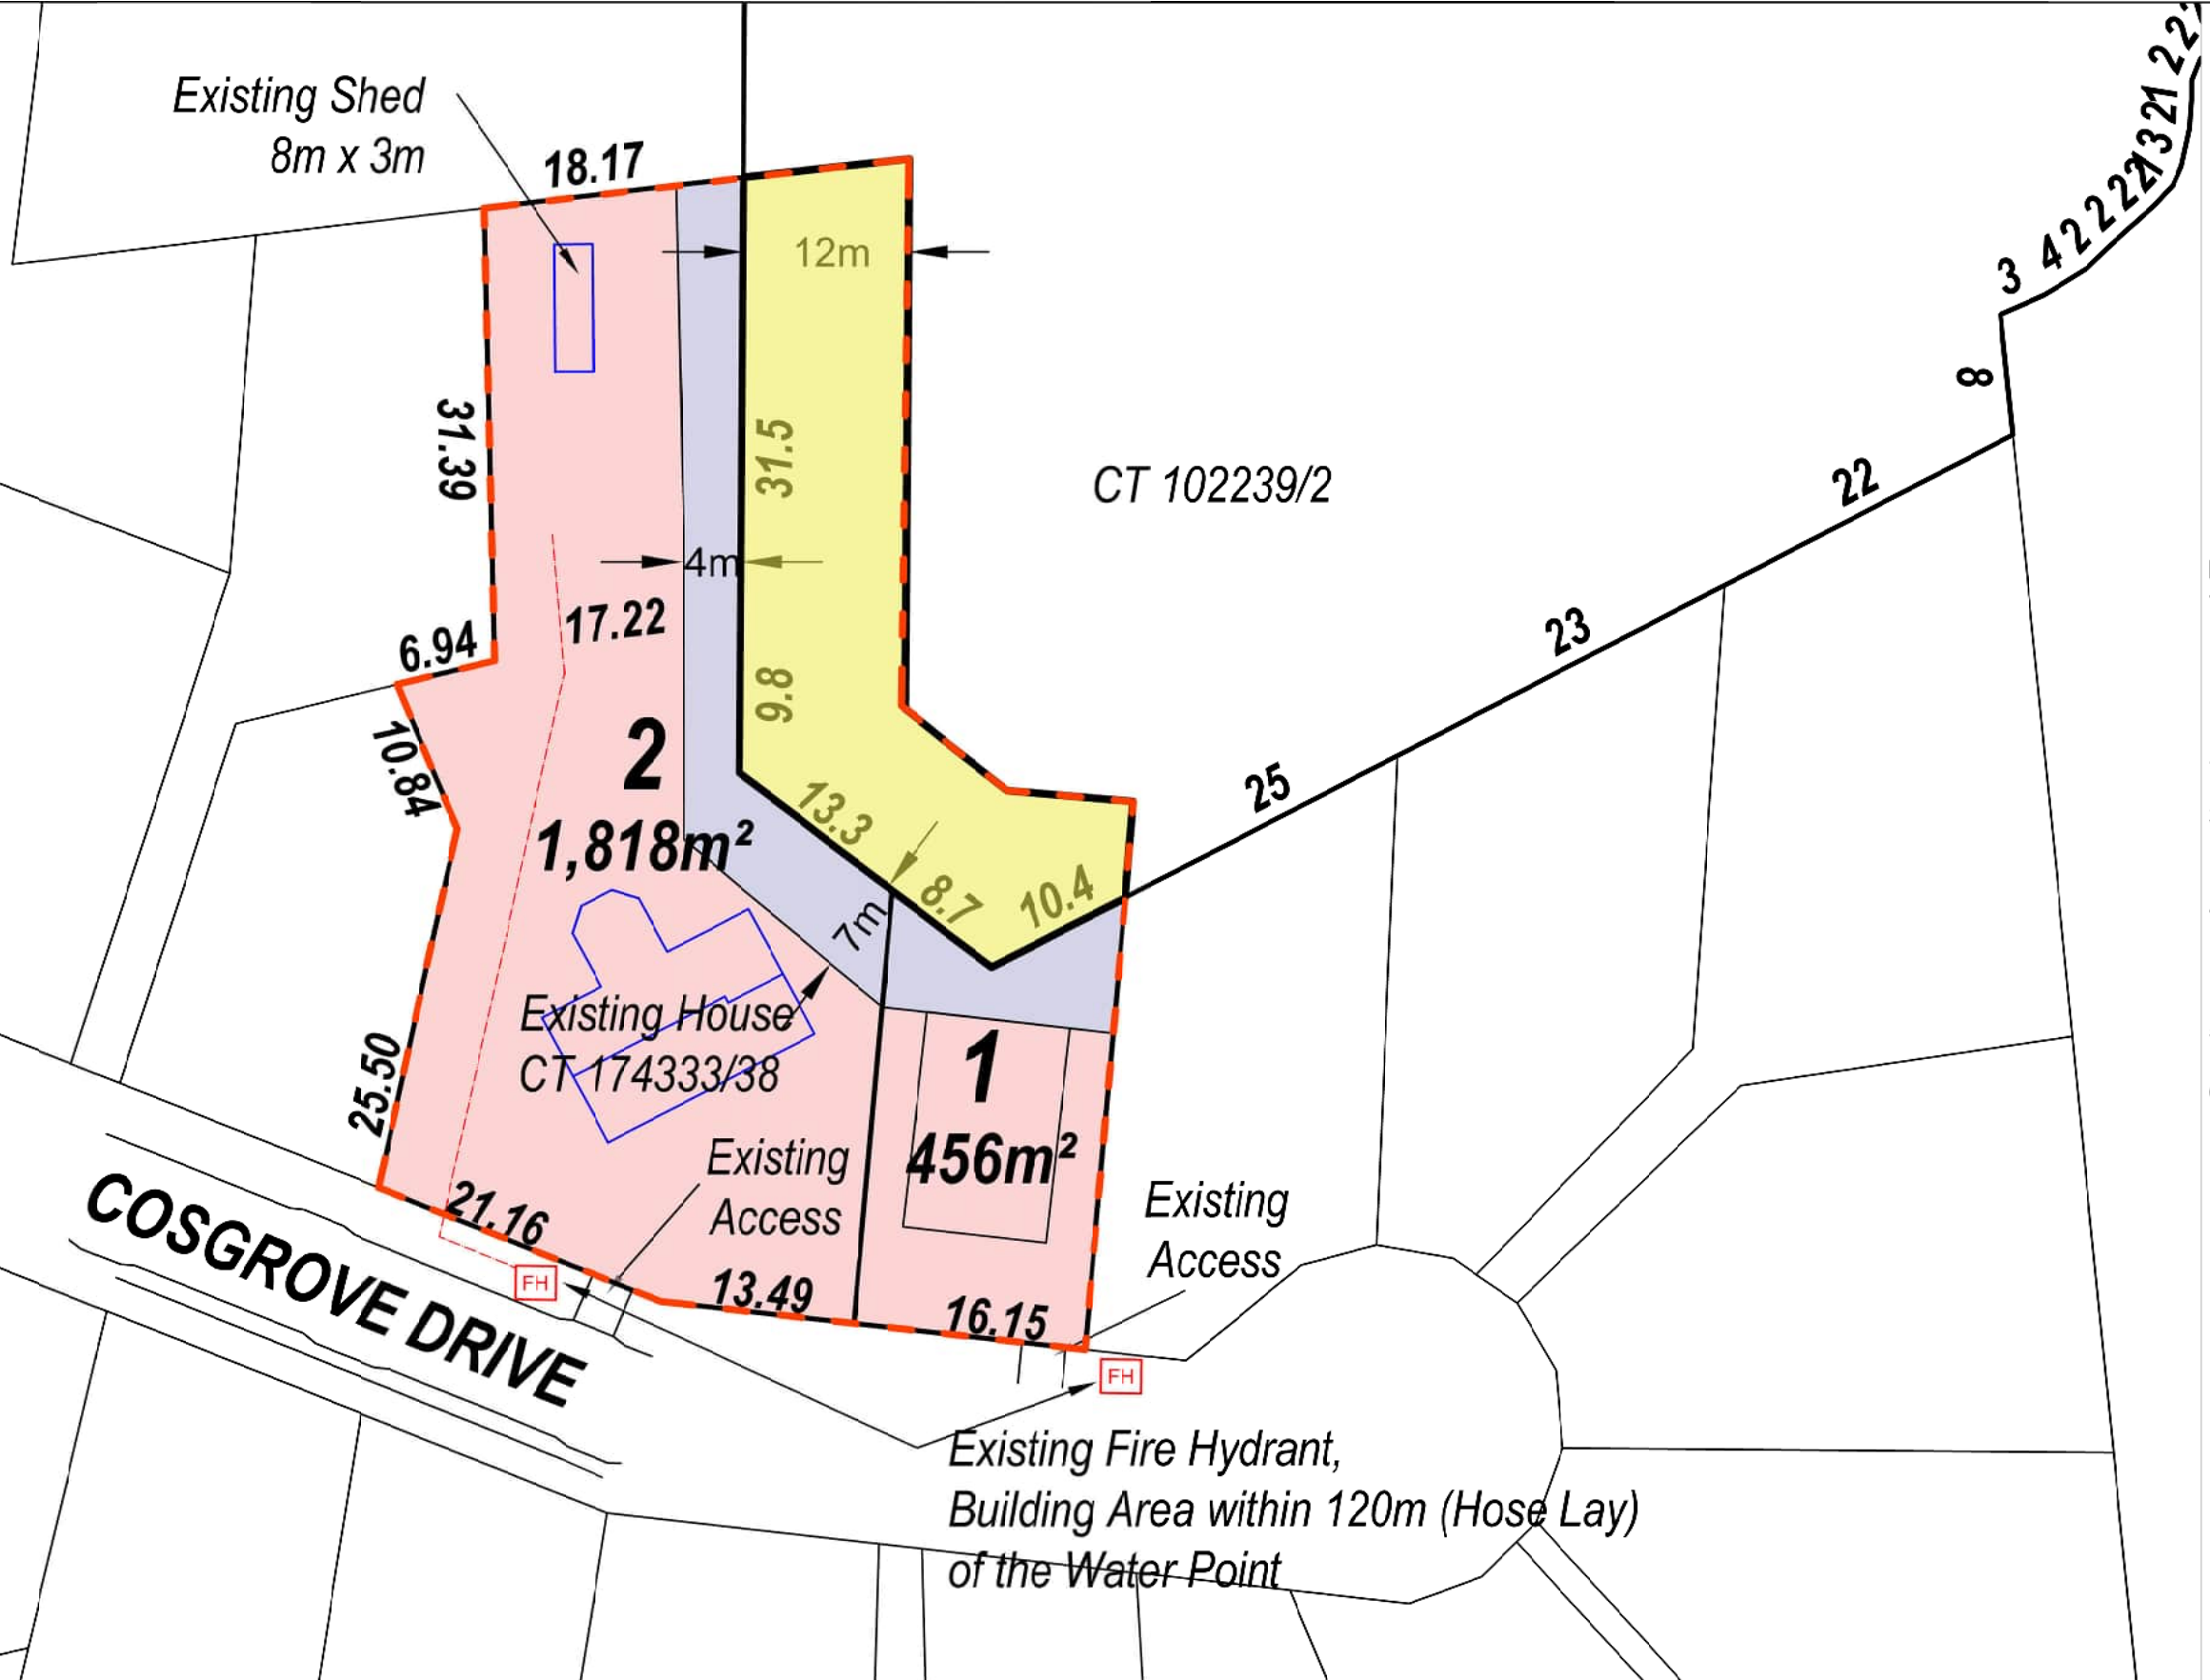 Existing Shed
8m x 3m
18.17
12m
31.39
31.5
CT 102239/2
4m
17.22
6.94
9.8
10.84
2
1,818m²
13.3
8.7
10.4
7m
Existing House
CT 174333/38
1
456m²
25.50
Existing
Access
21.16
13.49
16.15
Existing
Access
FH
FH
COSGROVE DRIVE
Existing Fire Hydrant,
Building Area within 120m (Hose Lay)
of the Water Point
25
23
22
8
3
4
2
2